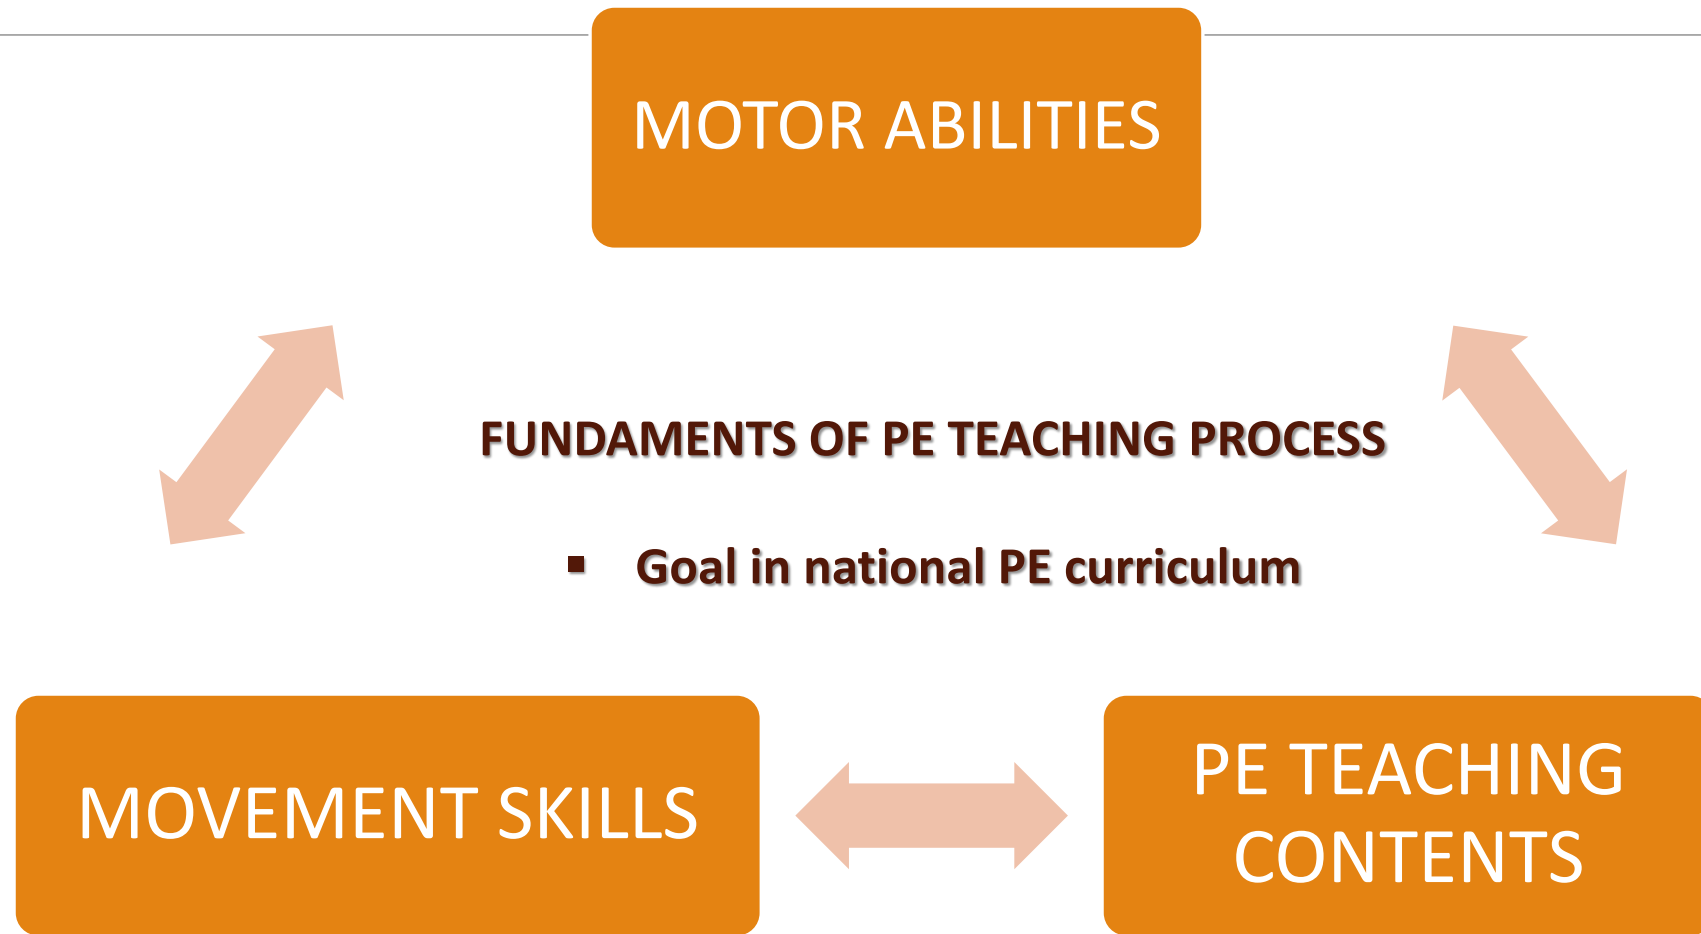 MOTOR ABILITIES
FUNDAMENTS OF PE TEACHING PROCESS
▪ Goal in national PE curriculum
MOVEMENT SKILLS
PE TEACHING
CONTENTS